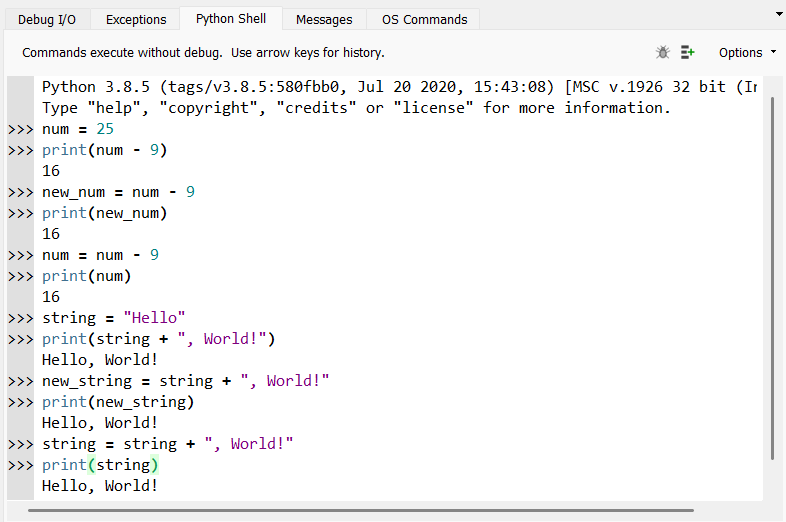 Debug I/O Exceptions Python Shell Messages OS Commands
Commands execute without debug. Use arrow keys for history. Options
Python 3.8.5 (tags/v3.8.5:580fbb0, Jul 20 2020, 15:43:08) [MSC v.1926 32 bit (In
Type "help", "copyright", "credits" or "license" for more information.
>>> num = 25
>>> print(num - 9)
16
>>> new_num = num - 9
>>> print(new_num)
16
>>> num = num - 9
>>> print(num)
16
>>> string = "Hello"
>>> print(string + ", World!")
Hello, World!
>>> new_string = string + ", World!"
>>> print(new_string)
Hello, World!
>>> string = string + ", World!"
>>> print(string)
Hello, World!